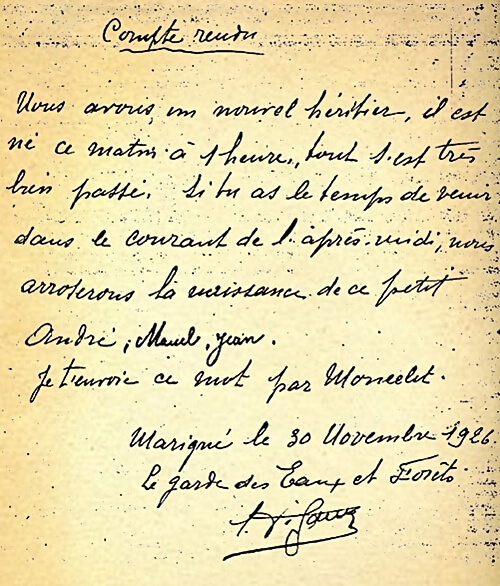 Compte rendu
Nous avons un nouvel héritier, il est
né ce matin à 1 heure, tout s'est très
bien passé. Si tu as le temps de venir
dans le courant de l'après-midi, nous
arroserons la naissance de ce petit
André, Marcel, Jean.
Je t'envoie ce mot par
Marigné le 30 Novembre 1926
Le garde des Eaux et Forêts